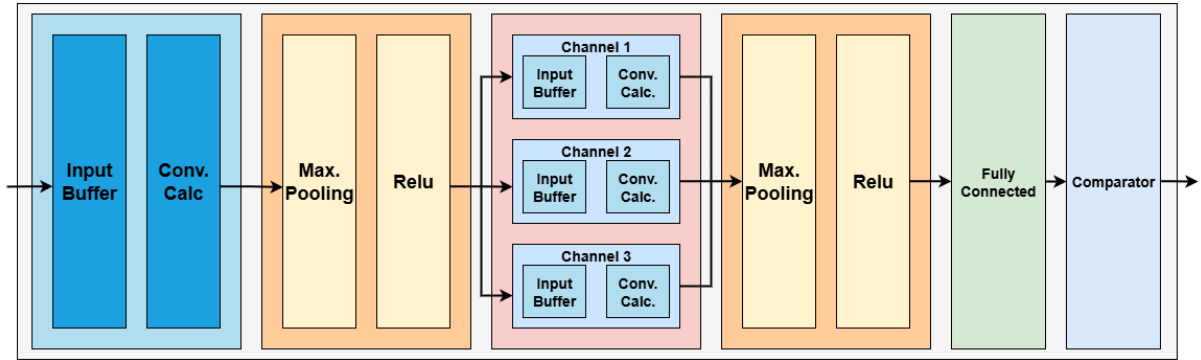 Input
Buffer
Conv.
Calc
Max.
Pooling
Relu
Channel 1
Input
Buffer
Conv.
Calc.
Channel 2
Input
Buffer
Conv.
Calc.
Channel 3
Input
Buffer
Conv.
Calc.
Max.
Pooling
Relu
Fully
Connected
Comparator